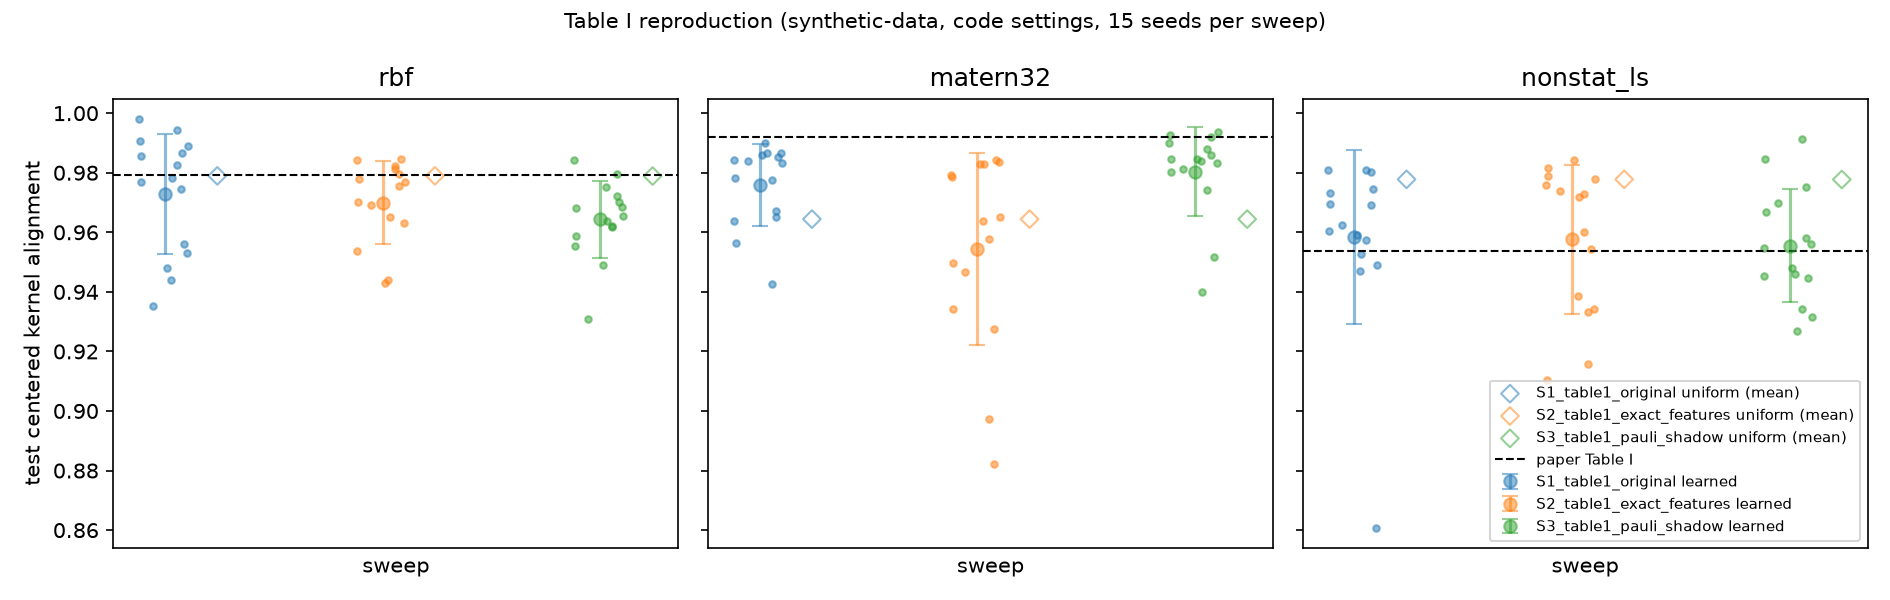 Table I reproduction (synthetic-data, code settings, 15 seeds per sweep)
rbf
matern32
nonstat_ls
test centered kernel alignment
1.00
0.98
0.96
0.94
0.92
0.90
0.88
0.86
sweep
sweep
sweep
S1_table1_original uniform (mean)
S2_table1_exact_features uniform (mean)
S3_table1_pauli_shadow uniform (mean)
paper Table I
S1_table1_original learned
S2_table1_exact_features learned
S3_table1_pauli_shadow learned